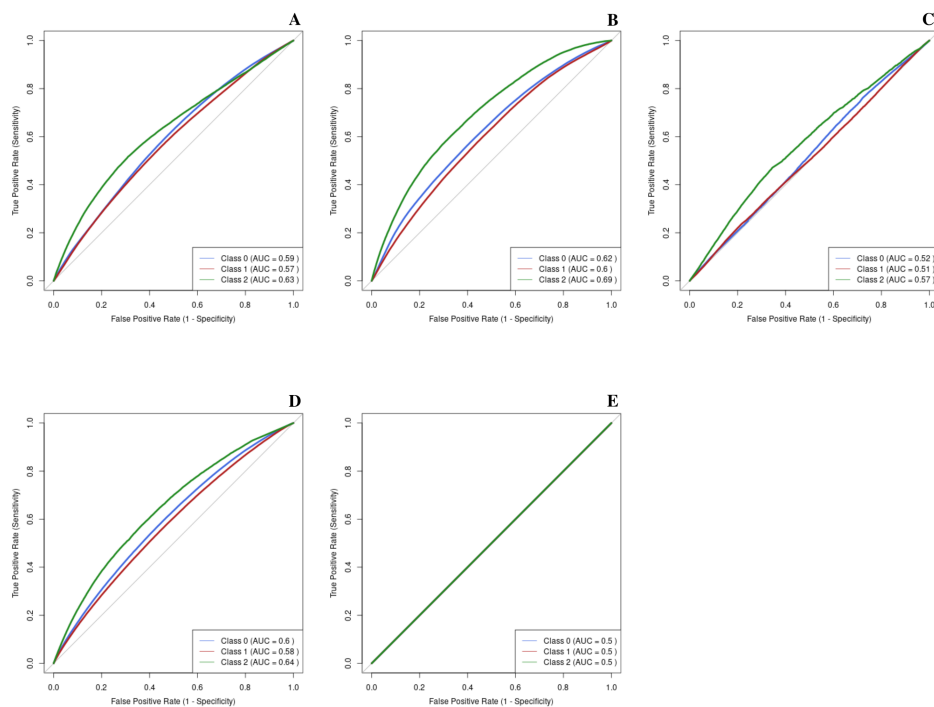 A
1.0
0.8
0.6
0.4
0.2
0.0
True Positive Rate (Sensitivity)
Class 0 (AUC = 0.59 )
Class 1 (AUC = 0.57 )
Class 2 (AUC = 0.63 )
0.0 0.2 0.4 0.6 0.8 1.0
False Positive Rate (1 - Specificity)
B
1.0
0.8
0.6
0.4
0.2
0.0
True Positive Rate (Sensitivity)
Class 0 (AUC = 0.62 )
Class 1 (AUC = 0.6 )
Class 2 (AUC = 0.69 )
0.0 0.2 0.4 0.6 0.8 1.0
False Positive Rate (1 - Specificity)
C
1.0
0.8
0.6
0.4
0.2
0.0
True Positive Rate (Sensitivity)
Class 0 (AUC = 0.52 )
Class 1 (AUC = 0.51 )
Class 2 (AUC = 0.57 )
0.0 0.2 0.4 0.6 0.8 1.0
False Positive Rate (1 - Specificity)
D
1.0
0.8
0.6
0.4
0.2
0.0
True Positive Rate (Sensitivity)
Class 0 (AUC = 0.6 )
Class 1 (AUC = 0.58 )
Class 2 (AUC = 0.64 )
0.0 0.2 0.4 0.6 0.8 1.0
False Positive Rate (1 - Specificity)
E
1.0
0.8
0.6
0.4
0.2
0.0
True Positive Rate (Sensitivity)
Class 0 (AUC = 0.5 )
Class 1 (AUC = 0.5 )
Class 2 (AUC = 0.5 )
0.0 0.2 0.4 0.6 0.8 1.0
False Positive Rate (1 - Specificity)